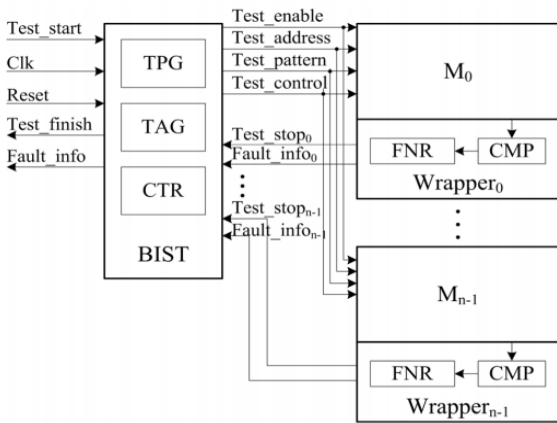 Test_start
Clk
Reset
Test_finish
Fault_info
TPG
TAG
CTR
BIST
Test_enable
Test_address
Test_pattern
Test_control
Test_stop₀
Fault_info₀
Test_stopₙ₋₁
Fault_infoₙ₋₁
M₀
FNR
CMP
Wrapper₀
Mₙ₋₁
FNR
CMP
Wrapperₙ₋₁